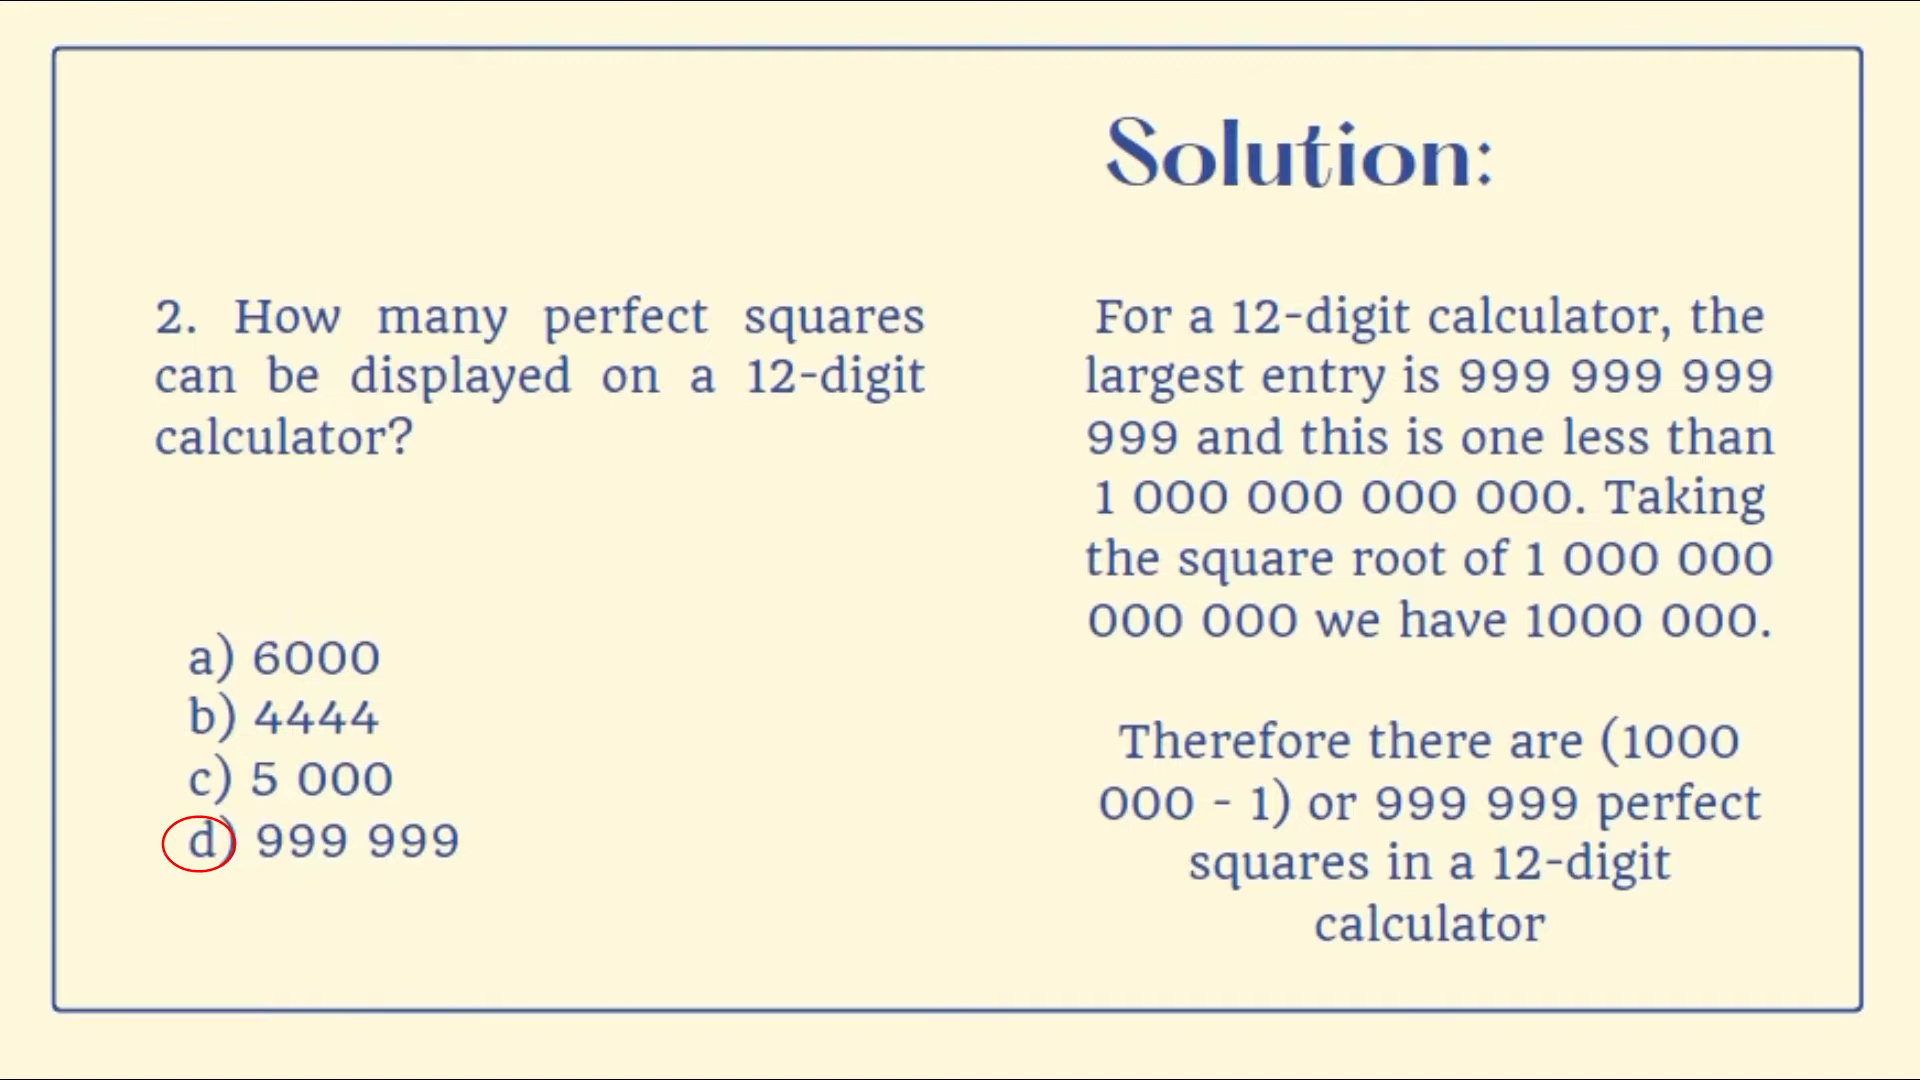 Solution:
2. How many perfect squares
can be displayed on a 12-digit
calculator?
a) 6000
b) 4444
c) 5 000
d) 999 999
For a 12-digit calculator, the
largest entry is 999 999 999
999 and this is one less than
1 000 000 000 000. Taking
the square root of 1 000 000
000 000 we have 1000 000.
Therefore there are (1000
000 - 1) or 999 999 perfect
squares in a 12-digit
calculator